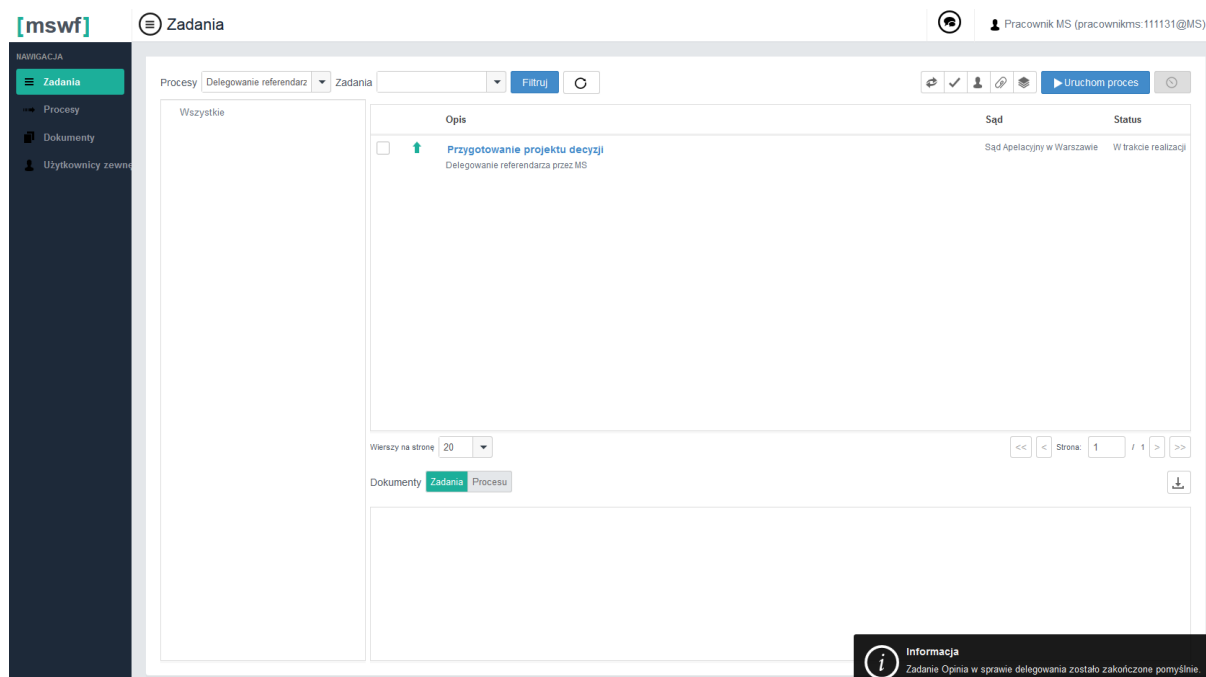 [mswf]
Zadania
Pracownik MS (pracownikms:111131@MS)
NAWIGACJA
Zadania
Procesy
Dokumenty
Użytkownicy zewnę
Procesy Delegowanie referendarz Zadania Filtruj Uruchom proces
Wszystkie
Opis Sąd Status
Przygotowanie projektu decyzji Sąd Apelacyjny w Warszawie W trakcie realizacji
Delegowanie referendarza przez MS
Wierszy na stronę 20 << < Strona: 1 / 1 > >>
Dokumenty Zadania Procesu
Informacja
Zadanie Opinia w sprawie delegowania zostało zakończone pomyślnie.